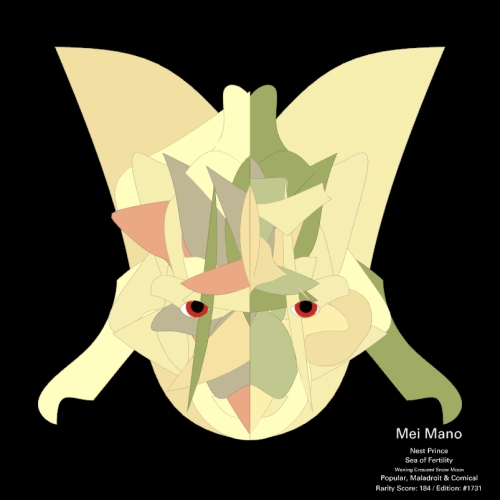 Mei Mano
Nest Prince
Sea of Fertility
Waning Crescent Snow Moon
Popular, Maladroit & Comical
Rarity Score: 184 / Edition: #1731